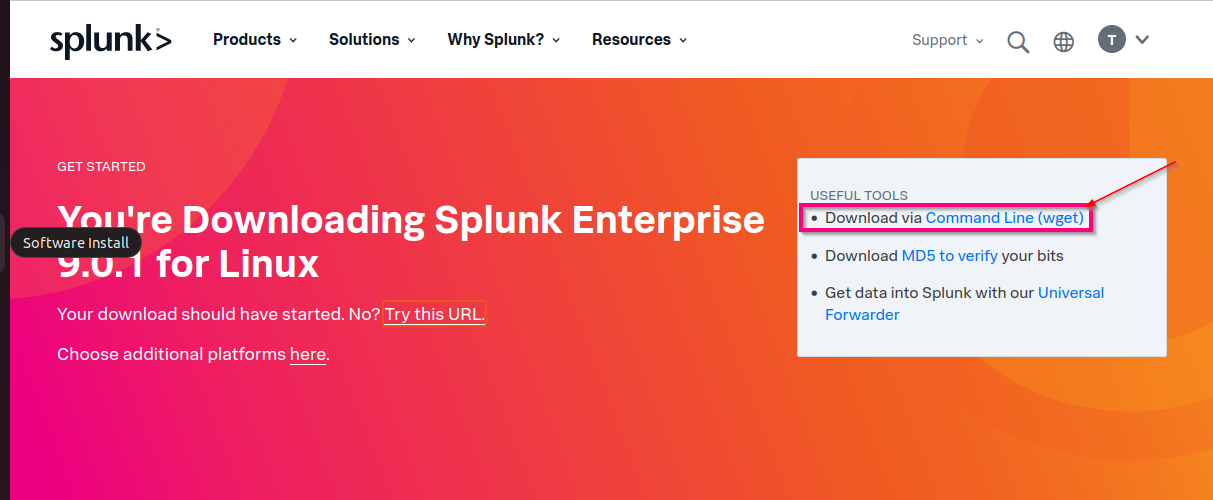 splunk> Products Solutions Why Splunk? Resources Support T
GET STARTED
You're Downloading Splunk Enterprise
9.0.1 for Linux
Software Install
Your download should have started. No? Try this URL.
Choose additional platforms here.
USEFUL TOOLS
• Download via Command Line (wget)
• Download MD5 to verify your bits
• Get data into Splunk with our Universal
Forwarder